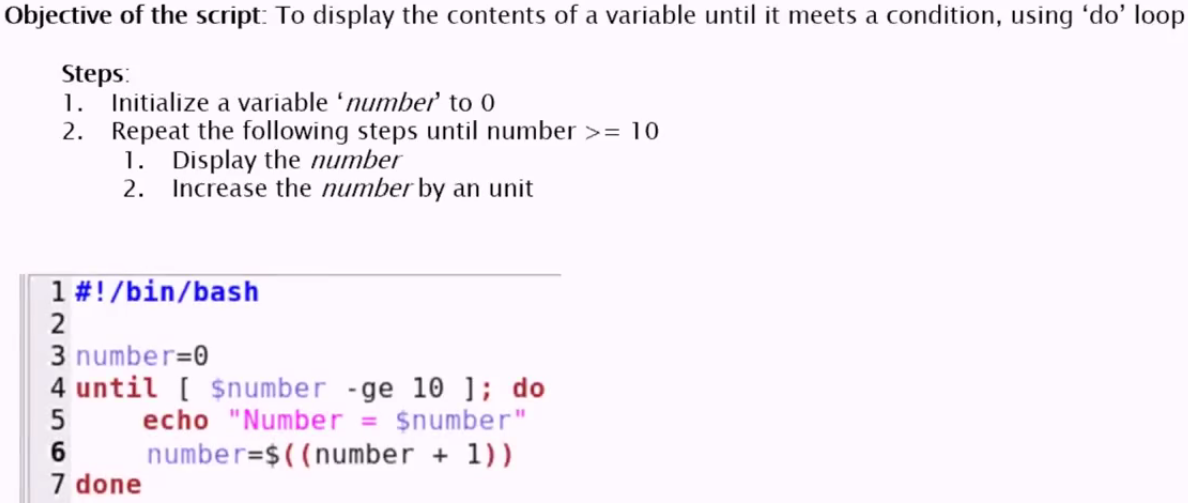 Objective of the script: To display the contents of a variable until it meets a condition, using ‘do’ loop
Steps:
1. Initialize a variable ‘number’ to 0
2. Repeat the following steps until number >= 10
1. Display the number
2. Increase the number by an unit
1 #!/bin/bash
2
3 number=0
4 until [ $number -ge 10 ]; do
5 echo "Number = $number"
6 number=$((number + 1))
7 done